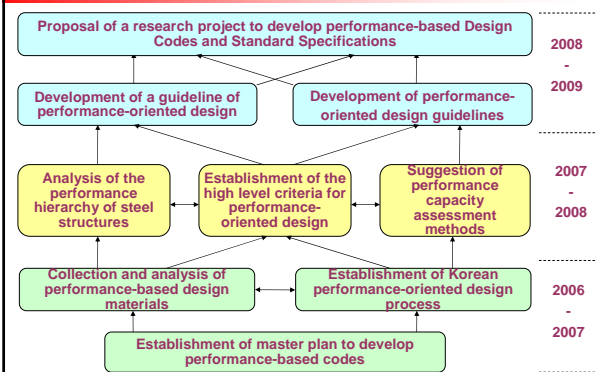 Proposal of a research project to develop performance-based Design
Codes and Standard Specifications
2008
-
2009
Development of a guideline of
performance-oriented design
Development of performance-
oriented design guidelines
Analysis of the
performance
hierarchy of steel
structures
Establishment of the
high level criteria for
performance-
oriented design
Suggestion of
performance
capacity
assessment
methods
2007
-
2008
Collection and analysis of
performance-based design
materials
Establishment of Korean
performance-oriented design
process
2006
-
2007
Establishment of master plan to develop
performance-based codes